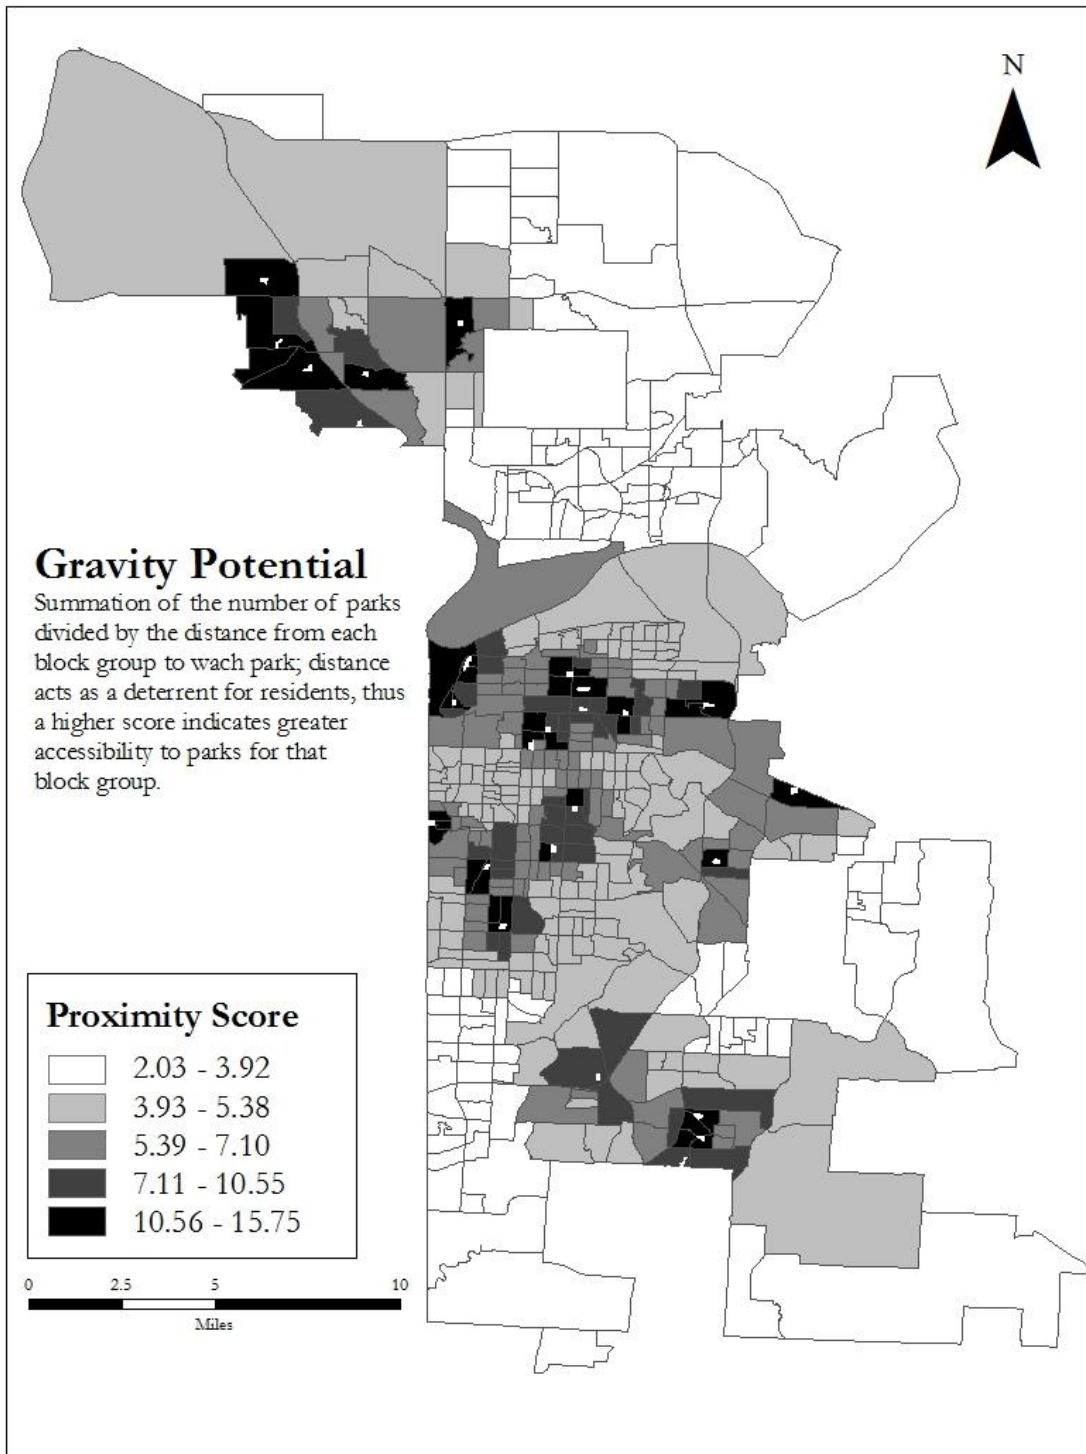 N
Gravity Potential
Summation of the number of parks
divided by the distance from each
block group to wach park; distance
acts as a deterrent for residents, thus
a higher score indicates greater
accessibility to parks for that
block group.
Proximity Score
2.03 - 3.92
3.93 - 5.38
5.39 - 7.10
7.11 - 10.55
10.56 - 15.75
0 2.5 5 10
Miles